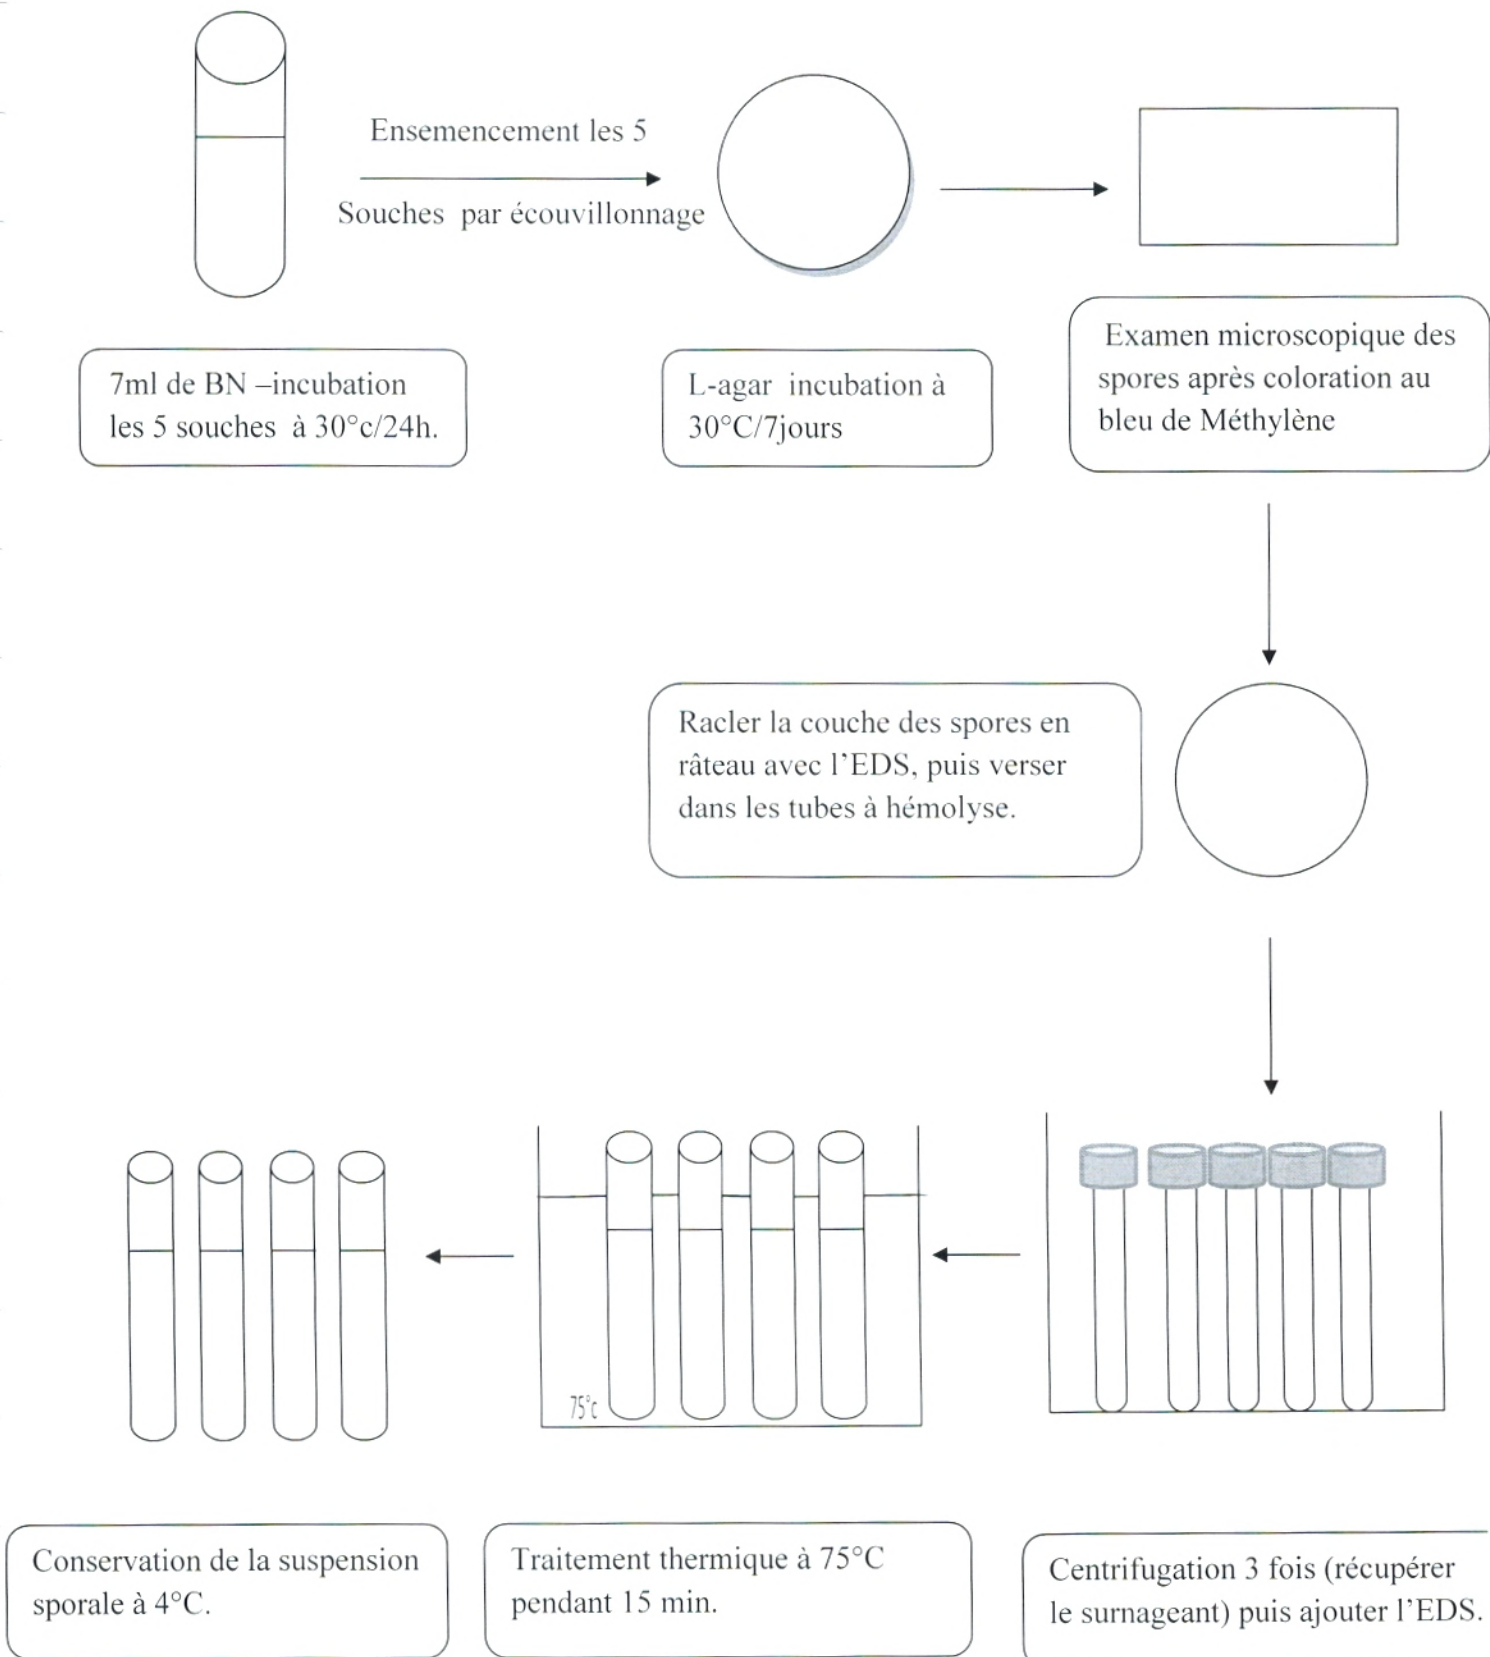 Ensemencement les 5
Souches par écouvillonnage
7ml de BN –incubation
les 5 souches à 30°c/24h.
L-agar incubation à
30°C/7jours
Examen microscopique des
spores après coloration au
bleu de Méthylène
Racler la couche des spores en
râteau avec l’EDS, puis verser
dans les tubes à hémolyse.
75°c
Conservation de la suspension
sporale à 4°C.
Traitement thermique à 75°C
pendant 15 min.
Centrifugation 3 fois (récupérer
le surnageant) puis ajouter l’EDS.